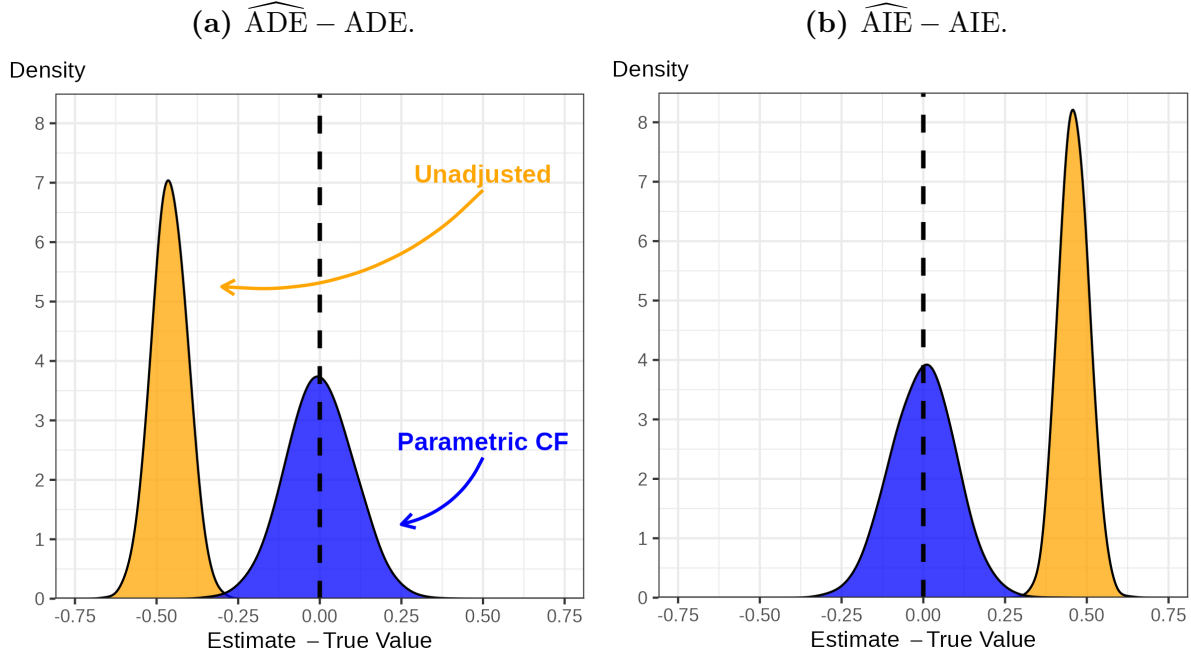 (a) \widehat{ADE} − ADE.
Density
8
7
6
5
4
3
2
1
0
Unadjusted
Parametric CF
-0.75 -0.50 -0.25 0.00 0.25 0.50 0.75
Estimate −True Value
(b) \widehat{AIE} − AIE.
Density
8
7
6
5
4
3
2
1
0
-0.75 -0.50 -0.25 0.00 0.25 0.50 0.75
Estimate −True Value